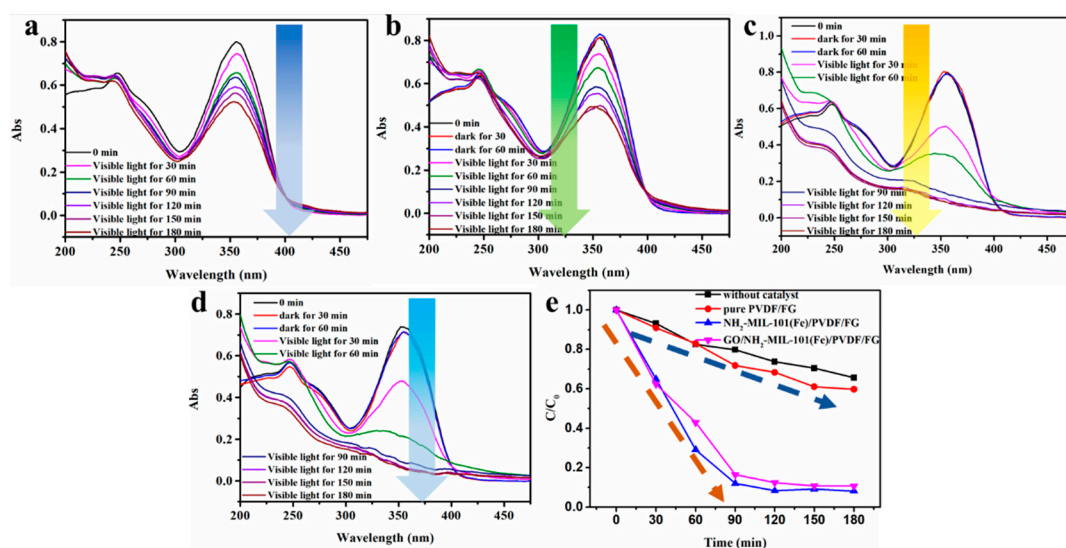 a
Abs
0.8
0.6
0.4
0.2
0.0
0 min
Visible light for 30 min
Visible light for 60 min
Visible light for 90 min
Visible light for 120 min
Visible light for 150 min
Visible light for 180 min
200 250 300 350 400 450
Wavelength (nm)
b
Abs
0.8
0.6
0.4
0.2
0.0
0 min
dark for 30
dark for 60 min
Visible light for 30 min
Visible light for 60 min
Visible light for 90 min
Visible light for 120 min
Visible light for 150 min
Visible light for 180 min
200 250 300 350 400 450
Wavelength (nm)
c
Abs
1.0
0.8
0.6
0.4
0.2
0.0
0 min
dark for 30 min
dark for 60 min
Visible light for 30 min
Visible light for 60 min
Visible light for 90 min
Visible light for 120 min
Visible light for 150 min
Visible light for 180 min
200 250 300 350 400 450
Wavelength (nm)
d
Abs
0.8
0.6
0.4
0.2
0.0
0 min
dark for 30 min
dark for 60 min
Visible light for 30 min
Visible light for 60 min
Visible light for 90 min
Visible light for 120 min
Visible light for 150 min
Visible light for 180 min
200 250 300 350 400 450
Wavelength (nm)
e
C/C₀
1.0
0.8
0.6
0.4
0.2
0.0
without catalyst
pure PVDF/FG
NH₂-MIL-101(Fe)/PVDF/FG
GO/NH₂-MIL-101(Fe)/PVDF/FG
0 30 60 90 120 150 180
Time (min)